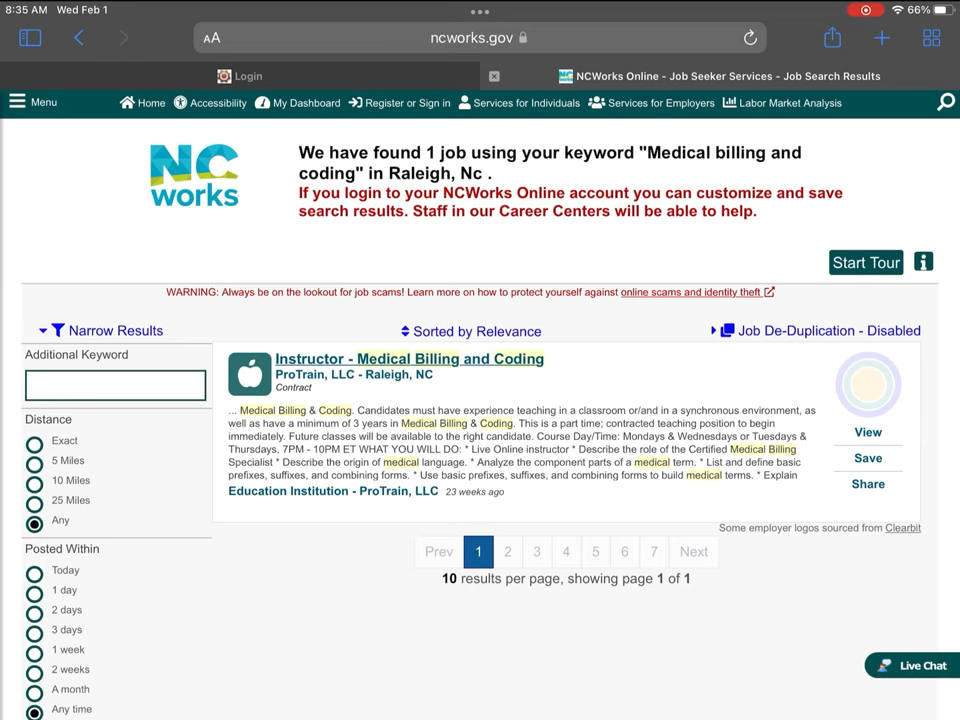 8:35 AM Wed Feb 1
66%
AA
ncworks.gov
Login
NCWorks Online - Job Seeker Services - Job Search Results
Menu
Home
Accessibility
My Dashboard
Register or Sign in
Services for Individuals
Services for Employers
Labor Market Analysis
NC
works
We have found 1 job using your keyword "Medical billing and
coding" in Raleigh, Nc .
If you login to your NCWorks Online account you can customize and save
search results. Staff in our Career Centers will be able to help.
Start Tour
i
WARNING: Always be on the lookout for job scams! Learn more on how to protect yourself against online scams and identity theft
Narrow Results
Sorted by Relevance
Job De-Duplication - Disabled
Additional Keyword
Distance
Exact
5 Miles
10 Miles
25 Miles
Any
Posted Within
Today
1 day
2 days
3 days
1 week
2 weeks
A month
Any time
Instructor - Medical Billing and Coding
ProTrain, LLC - Raleigh, NC
Contract
... Medical Billing & Coding. Candidates must have experience teaching in a classroom or/and in a synchronous environment, as
well as have a minimum of 3 years in Medical Billing & Coding. This is a part time; contracted teaching position to begin
immediately. Future classes will be available to the right candidate. Course Day/Time: Mondays & Wednesdays or Tuesdays &
Thursdays, 7PM - 10PM ET WHAT YOU WILL DO: * Live Online instructor * Describe the role of the Certified Medical Billing
Specialist * Describe the origin of medical language. * Analyze the component parts of a medical term. * List and define basic
prefixes, suffixes, and combining forms. * Use basic prefixes, suffixes, and combining forms to build medical terms. * Explain
Education Institution - ProTrain, LLC 23 weeks ago
View
Save
Share
Some employer logos sourced from Clearbit
Prev 1 2 3 4 5 6 7 Next
10 results per page, showing page 1 of 1
Live Chat